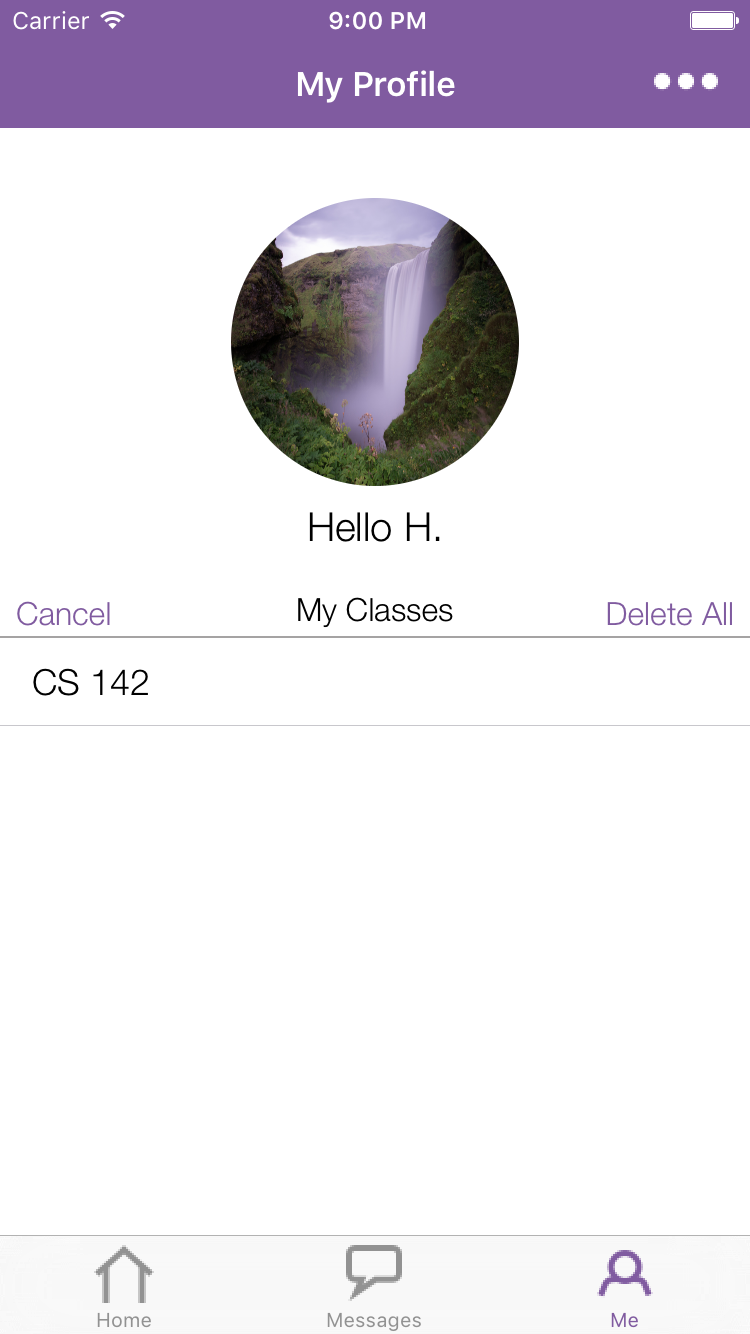 Carrier 9:00 PM
My Profile
Hello H.
Cancel My Classes Delete All
CS 142
Home Messages Me